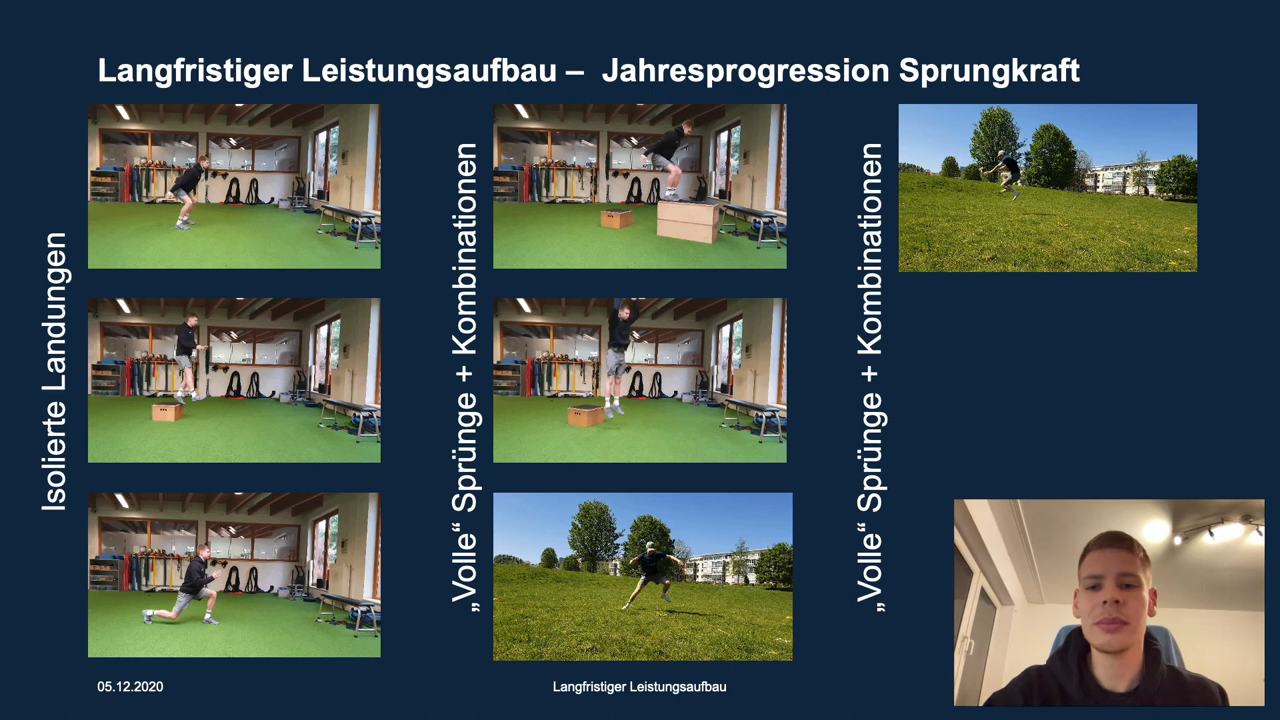 Langfristiger Leistungsaufbau – Jahresprogression Sprungkraft
Isolierte Landungen
„Volle“ Sprünge + Kombinationen
„Volle“ Sprünge + Kombinationen
05.12.2020
Langfristiger Leistungsaufbau